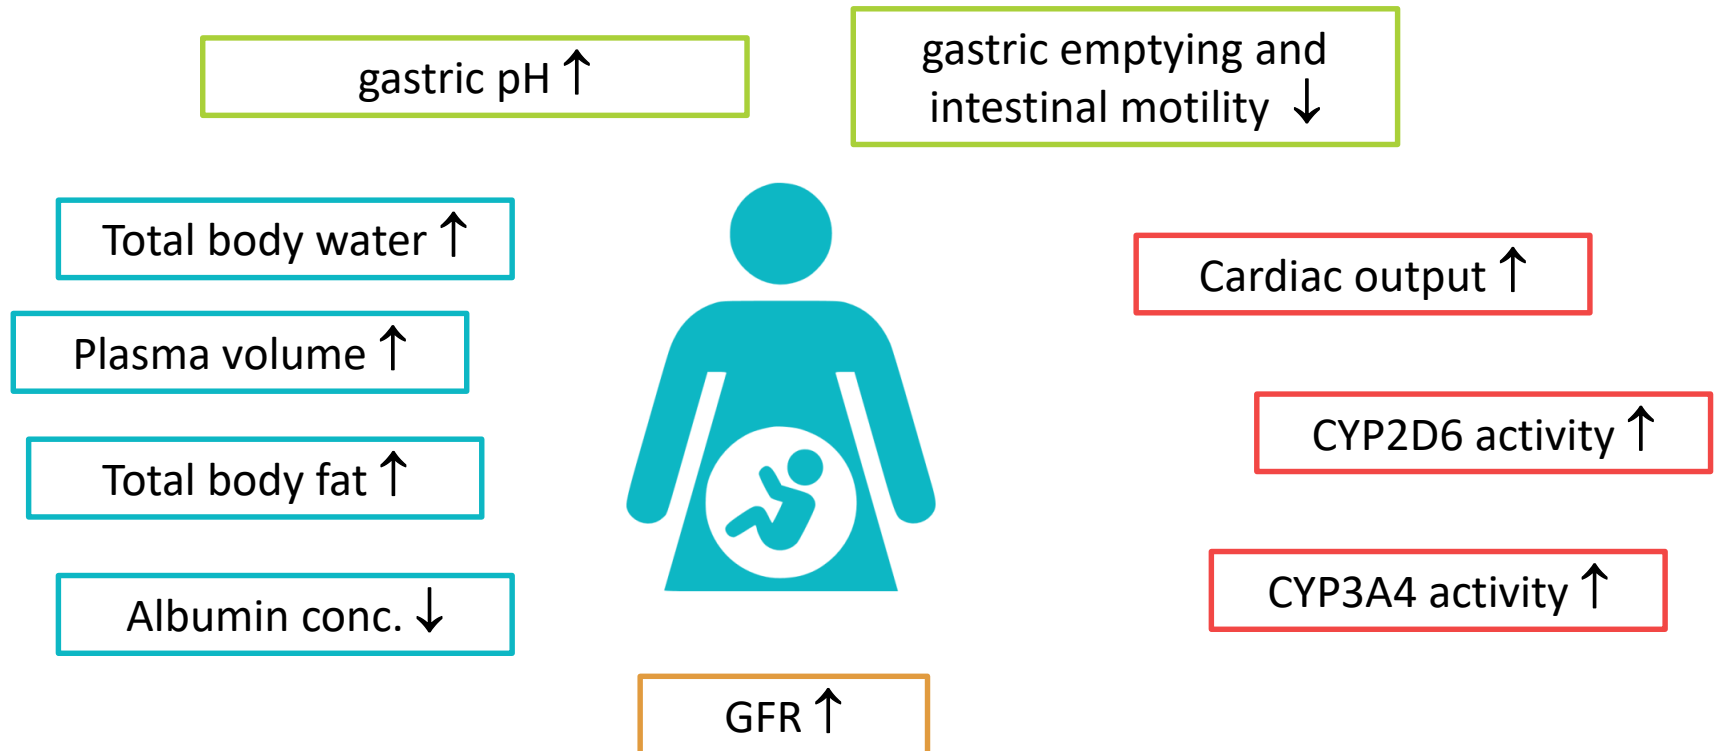 gastric pH ↑
gastric emptying and
intestinal motility ↓
Total body water ↑
Plasma volume ↑
Total body fat ↑
Albumin conc. ↓
Cardiac output ↑
CYP2D6 activity ↑
CYP3A4 activity ↑
GFR ↑